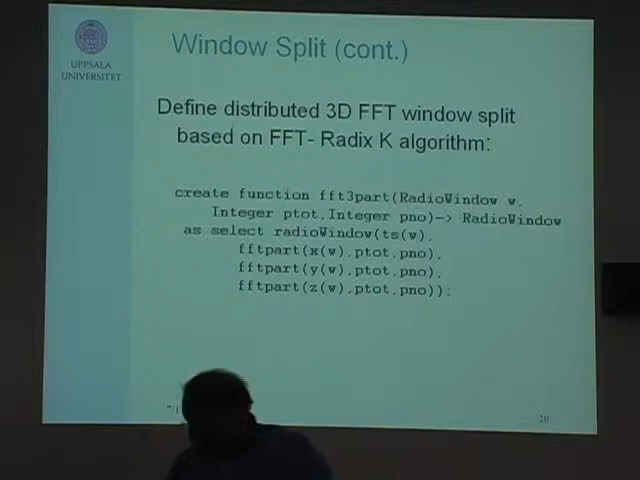 UPPSALA
UNIVERSITET
Window Split (cont.)
Define distributed 3D FFT window split
based on FFT- Radix K algorithm:
create function fft3part(RadioWindow w,
Integer ptot,Integer pno)-> RadioWindow
as select radioWindow(ts(w),
fftpart(x(w),ptot,pno),
fftpart(y(w),ptot,pno),
fftpart(z(w),ptot,pno));
20